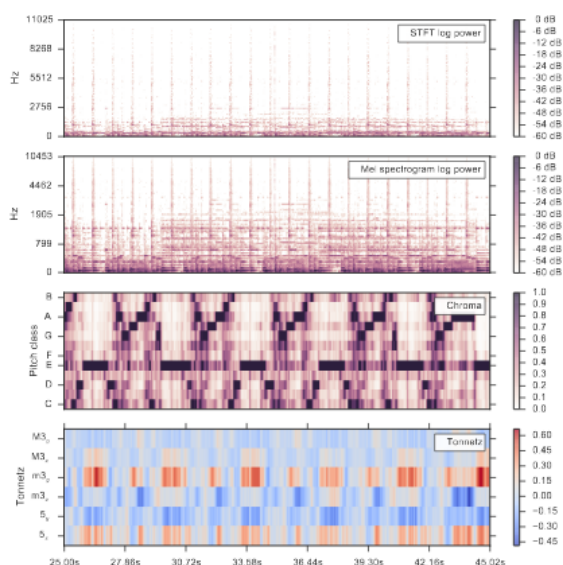 11025
8268
5512
2756
0
Hz
STFT log power
0 dB
-6 dB
-12 dB
-18 dB
-24 dB
-30 dB
-36 dB
-42 dB
-48 dB
-54 dB
-60 dB
10453
4462
1905
799
0
Hz
Mel spectrogram log power
0 dB
-6 dB
-12 dB
-18 dB
-24 dB
-30 dB
-36 dB
-42 dB
-48 dB
-54 dB
-60 dB
B
A
G
F
E
D
C
Pitch class
Chroma
1.0
0.9
0.8
0.7
0.6
0.5
0.4
0.3
0.2
0.1
0.0
Tonnetz
Tonnetz
0.60
0.45
0.30
0.15
0.00
-0.15
-0.30
-0.45
25.00s
27.86s
30.72s
33.58s
36.44s
39.30s
42.16s
45.02s